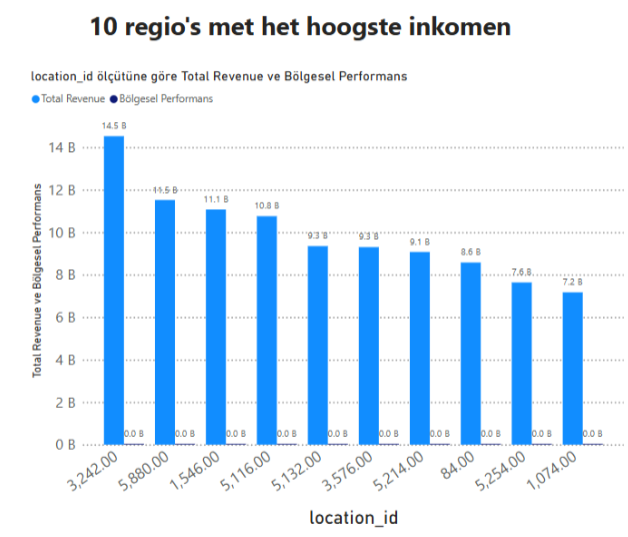 10 regio's met het hoogste inkomen
location_id ölçütüne göre Total Revenue ve Bölgesel Performans
Total Revenue Bölgesel Performans
Total Revenue ve Bölgesel Performans
14 B
12 B
10 B
8 B
6 B
4 B
2 B
0 B
14.5 B
11.5 B
11.1 B
10.8 B
9.3 B
9.3 B
9.1 B
8.6 B
7.6 B
7.2 B
0.0 B
0.0 B
0.0 B
0.0 B
0.0 B
0.0 B
0.0 B
0.0 B
0.0 B
0.0 B
3,242.00
5,880.00
1,546.00
5,116.00
5,132.00
3,576.00
5,214.00
84.00
5,254.00
1,074.00
location_id